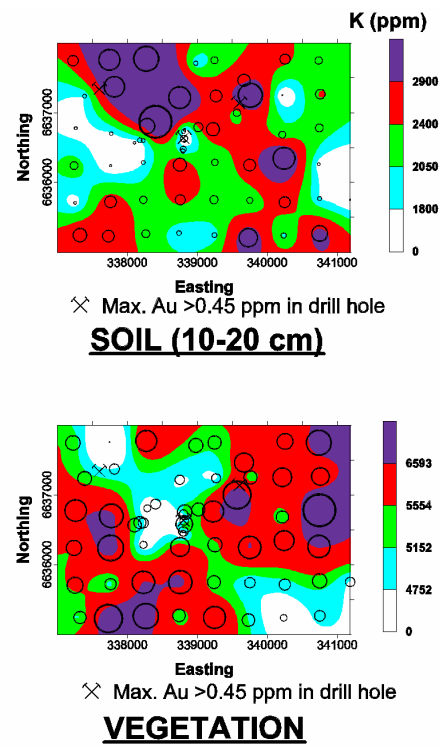 K (ppm)
2900
2400
2050
1800
0
Northing
6637000
6636000
338000 339000 340000 341000
Easting
Max. Au >0.45 ppm in drill hole
SOIL (10-20 cm)
6593
5554
5152
4752
0
Northing
6637000
6636000
338000 339000 340000 341000
Easting
Max. Au >0.45 ppm in drill hole
VEGETATION